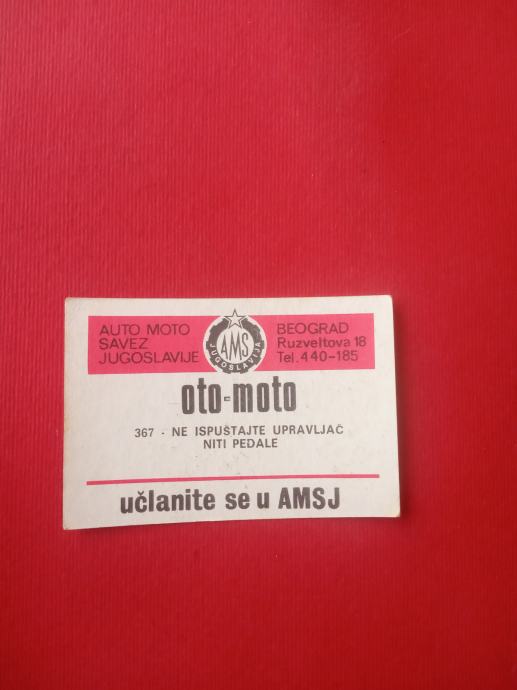 AUTO MOTO
SAVEZ
JUGOSLAVIJE
AMS
JUGOSLAVIJA
BEOGRAD
Ruzveltova 18
Tel. 440-185
oto-moto
367 - NE ISPUŠTAJTE UPRAVLJAČ
NITI PEDALE
učlanite se u AMSJ